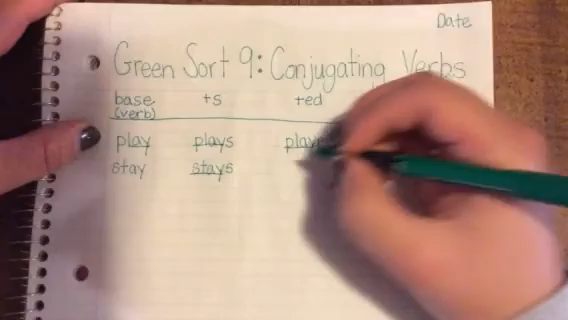 Date
Green Sort 9: Conjugating Verbs
base +s +ed
(verb)
play plays
stay stays